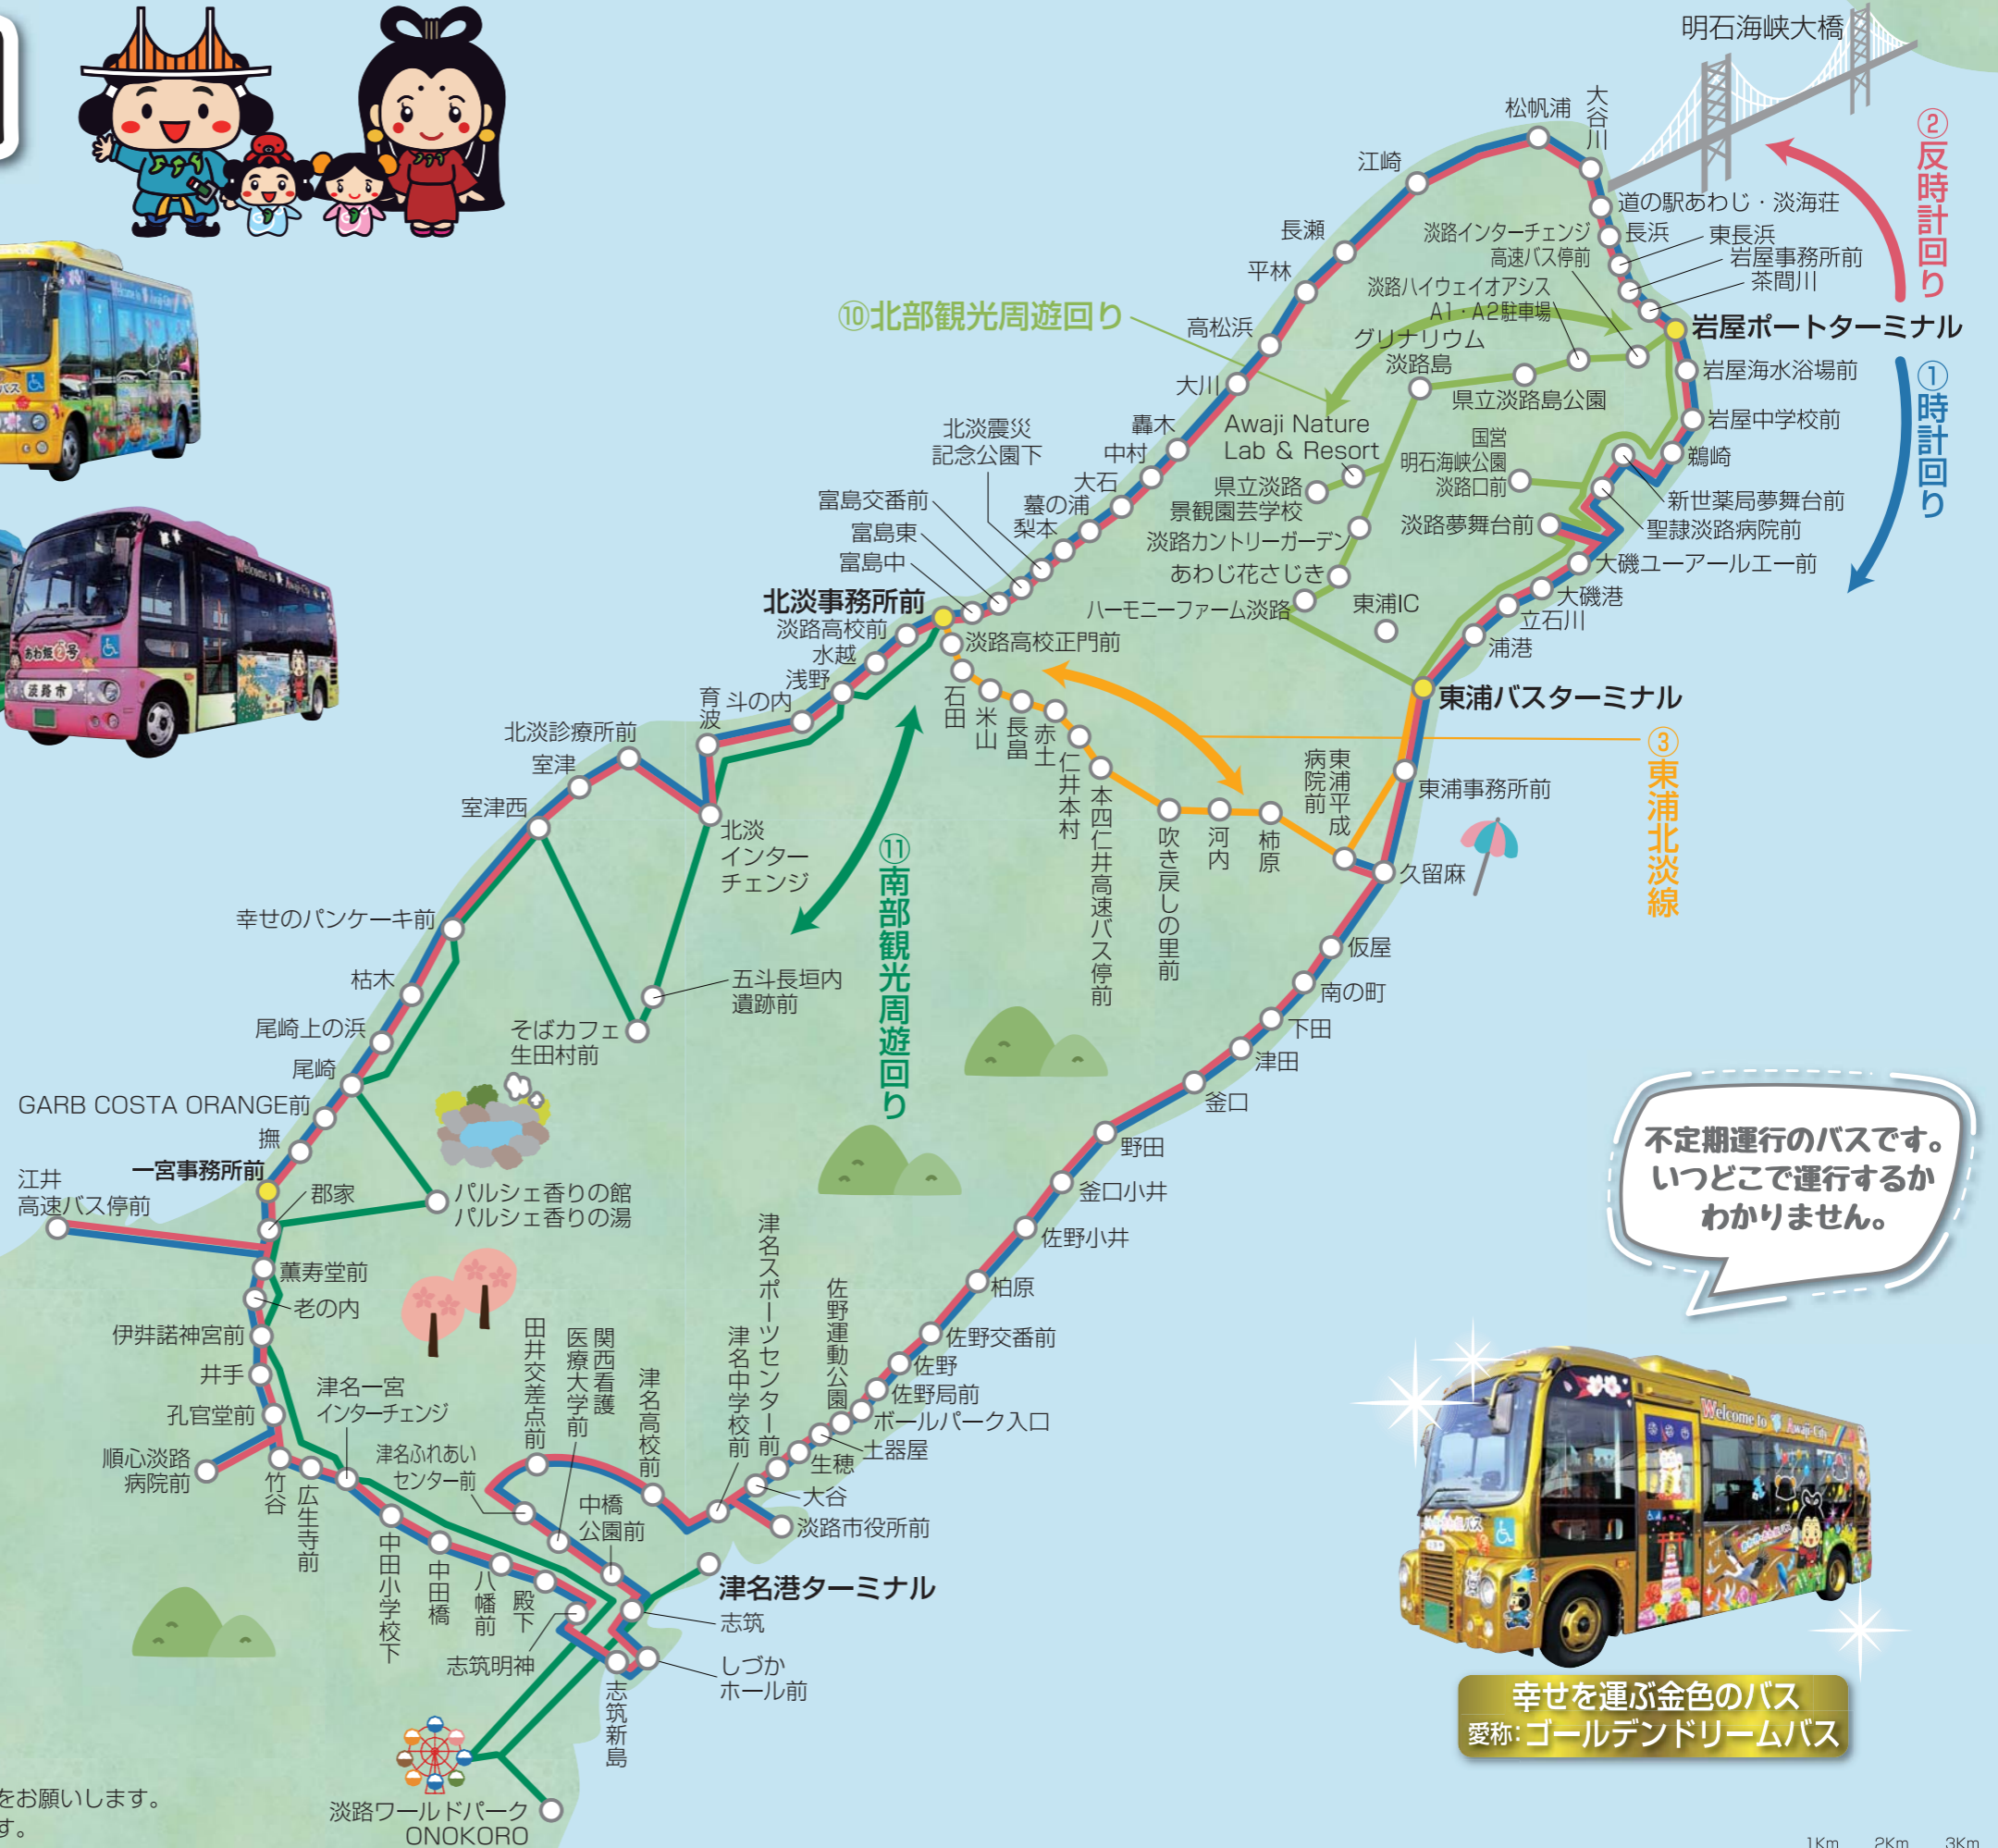 明石海峡大橋
②反時計回り
①時計回り
松帆浦
大谷川
江崎
道の駅あわじ・淡海荘
長浜
東長浜
岩屋事務所前
茶間川
岩屋ポートターミナル
長瀬
平林
高松浜
大川
淡路インターチェンジ
高速バス停前
淡路ハイウェイオアシス
A1・A2駐車場
グリナリウム
淡路島
県立淡路島公園
⑩北部観光周遊回り
岩屋海水浴場前
岩屋中学校前
鵜崎
新世薬局夢舞台前
聖隷淡路病院前
国営
明石海峡公園
淡路口前
淡路夢舞台前
大磯ユーアールエー前
大磯港
立石川
浦港
東浦バスターミナル
Awaji Nature
Lab & Resort
県立淡路
景観園芸学校
淡路カントリーガーデン
あわじ花さじき
ハーモニーファーム淡路
東浦IC
轟木
中村
大石
蟇の浦
梨本
北淡震災
記念公園下
富島交番前
富島東
富島中
北淡事務所前
淡路高校前
水越
浅野
斗の内
育波
北淡診療所前
室津
室津西
淡路高校正門前
石田
米山
長畠
赤土
仁井本村
本四仁井高速バス停前
吹き戻しの里前
河内
柿原
東浦平成
病院前
③東浦北淡線
東浦事務所前
久留麻
仮屋
南の町
下田
津田
釜口
野田
釜口小井
佐野小井
柏原
佐野交番前
佐野
佐野局前
ボールパーク入口
佐野運動公園
土器屋
生穂
津名スポーツセンター前
大谷
淡路市役所前
津名中学校前
津名高校前
田井交差点前
関西看護
医療大学前
津名ふれあい
センター前
中橋
公園前
津名港ターミナル
志筑
しづか
ホール前
志筑新島
志筑明神
⑪南部観光周遊回り
北淡
インター
チェンジ
五斗長垣内
遺跡前
そばカフェ
生田村前
幸せのパンケーキ前
枯木
尾崎上の浜
尾崎
GARB COSTA ORANGE前
撫
一宮事務所前
江井
高速バス停前
郡家
パルシェ香りの館
パルシェ香りの湯
薫寿堂前
老の内
伊弉諾神宮前
井手
孔官堂前
順心淡路
病院前
竹谷
広生寺前
津名一宮
インターチェンジ
中田小学校下
中田橋
八幡前
殿下
淡路ワールドパーク
ONOKORO
不定期運行のバスです。
いつどこで運行するか
わかりません。
Welcome to Awaji-City
幸せを運ぶ金色のバス
愛称:ゴールデンドリームバス
バス
Welcome to Awaji-City
あわ姫2号
淡路市
をお願いします。
す。
1Km 2Km 3Km